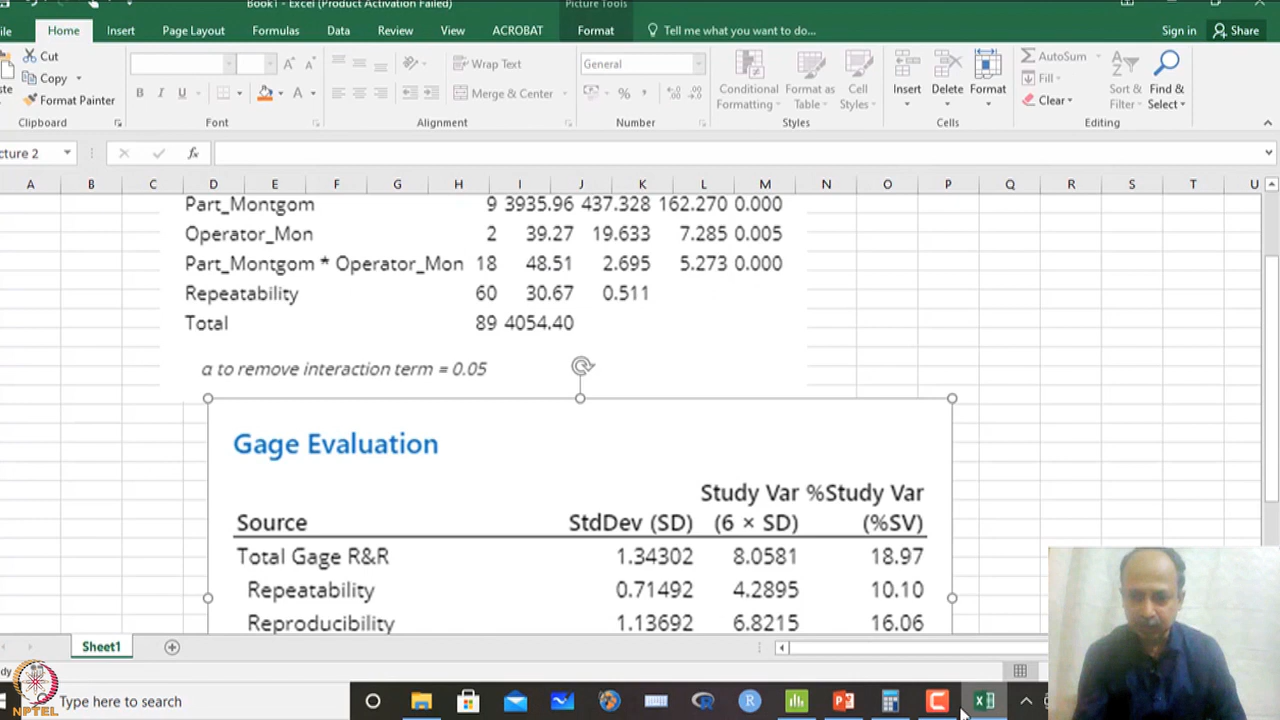 Book1 - Excel (Product Activation Failed)
Picture Tools
Home Insert Page Layout Formulas Data Review View ACROBAT Format Tell me what you want to do... Sign in Share
Cut
Copy
Format Painter
Clipboard
B I U A A A
Font
Wrap Text
Merge & Center
Alignment
General
%
Number
Conditional Formatting
Format as Table
Cell Styles
Styles
Insert Delete Format
Cells
AutoSum
Fill
Clear
Sort & Filter
Find & Select
Editing
cture 2 fx
A B C D E F G H I J K L M N O P Q R S T U
Part_Montgom 9 3935.96 437.328 162.270 0.000
Operator_Mon 2 39.27 19.633 7.285 0.005
Part_Montgom * Operator_Mon 18 48.51 2.695 5.273 0.000
Repeatability 60 30.67 0.511
Total 89 4054.40
α to remove interaction term = 0.05
Gage Evaluation
Study Var %Study Var
Source StdDev (SD) (6 × SD) (%SV)
Total Gage R&R 1.34302 8.0581 18.97
Repeatability 0.71492 4.2895 10.10
Reproducibility 1.13692 6.8215 16.06
Sheet1
NPTEL
Type here to search